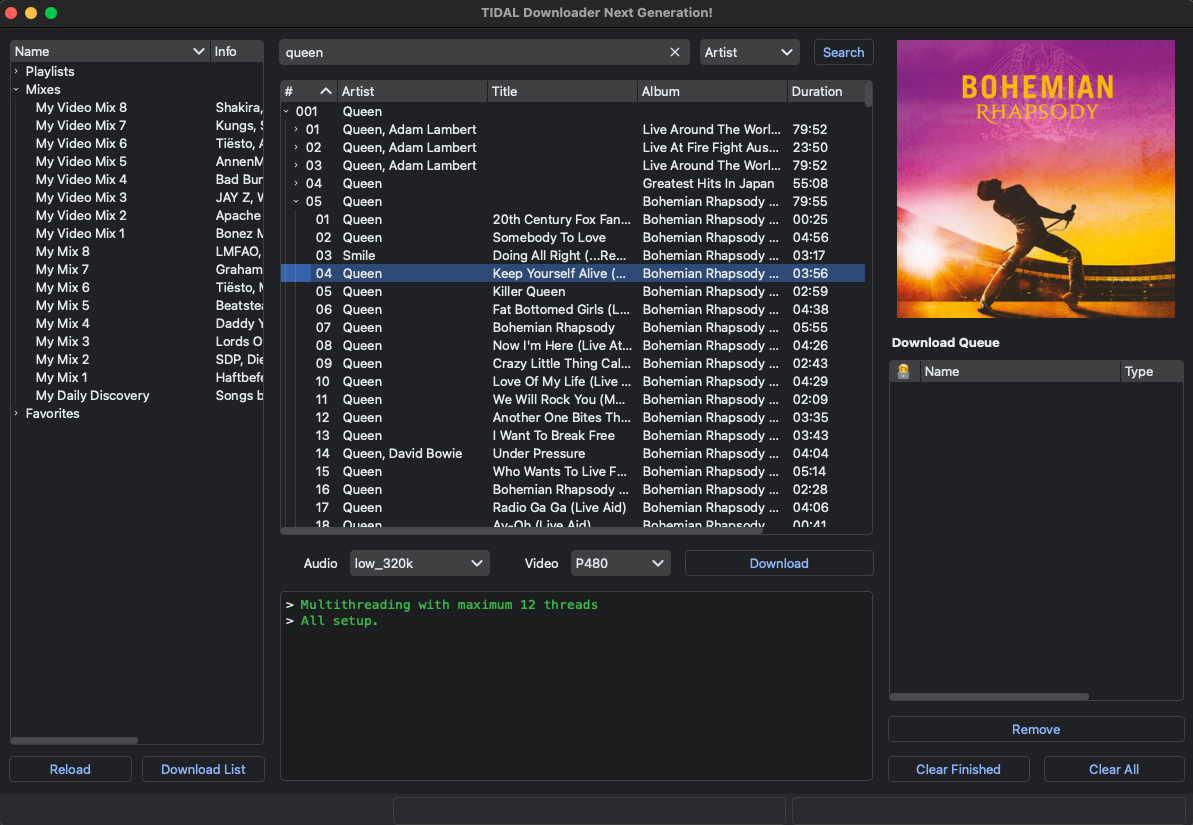 TIDAL Downloader Next Generation!
Name Info
Playlists
Mixes
My Video Mix 8 Shakira,
My Video Mix 7 Kungs,
My Video Mix 6 Tiësto,
My Video Mix 5 AnnenM
My Video Mix 4 Bad Bun
My Video Mix 3 JAY Z,
My Video Mix 2 Apache
My Video Mix 1 Bonez M
My Mix 8 LMFAO,
My Mix 7 Graham
My Mix 6 Tiësto,
My Mix 5 Beatstea
My Mix 4 Daddy Y
My Mix 3 Lords O
My Mix 2 SDP, Die
My Mix 1 Haftbefe
My Daily Discovery Songs b
Favorites
Reload Download List
queen Artist Search
# Artist Title Album Duration
001 Queen
01 Queen, Adam Lambert Live Around The Worl... 79:52
02 Queen, Adam Lambert Live At Fire Fight Aus... 23:50
03 Queen, Adam Lambert Live Around The Worl... 79:52
04 Queen Greatest Hits In Japan 55:08
05 Queen Bohemian Rhapsody ... 79:55
01 Queen 20th Century Fox Fan... Bohemian Rhapsody ... 00:25
02 Queen Somebody To Love Bohemian Rhapsody ... 04:56
03 Smile Doing All Right (...Re... Bohemian Rhapsody ... 03:17
04 Queen Keep Yourself Alive (... Bohemian Rhapsody ... 03:56
05 Queen Killer Queen Bohemian Rhapsody ... 02:59
06 Queen Fat Bottomed Girls (L... Bohemian Rhapsody ... 04:38
07 Queen Bohemian Rhapsody Bohemian Rhapsody ... 05:55
08 Queen Now I'm Here (Live At... Bohemian Rhapsody ... 04:26
09 Queen Crazy Little Thing Cal... Bohemian Rhapsody ... 02:43
10 Queen Love Of My Life (Live ... Bohemian Rhapsody ... 04:29
11 Queen We Will Rock You (M... Bohemian Rhapsody ... 02:09
12 Queen Another One Bites Th... Bohemian Rhapsody ... 03:35
13 Queen I Want To Break Free Bohemian Rhapsody ... 03:43
14 Queen, David Bowie Under Pressure Bohemian Rhapsody ... 04:04
15 Queen Who Wants To Live F... Bohemian Rhapsody ... 05:14
16 Queen Bohemian Rhapsody ... Bohemian Rhapsody ... 02:28
17 Queen Radio Ga Ga (Live Aid) Bohemian Rhapsody ... 04:06
18 Queen Ay-Oh (Live Aid) Bohemian Rhapsody 00:41
Audio low_320k Video P480 Download
> Multithreading with maximum 12 threads
> All setup.
BOHEMIAN
RHAPSODY
Download Queue
Name Type
Remove
Clear Finished Clear All